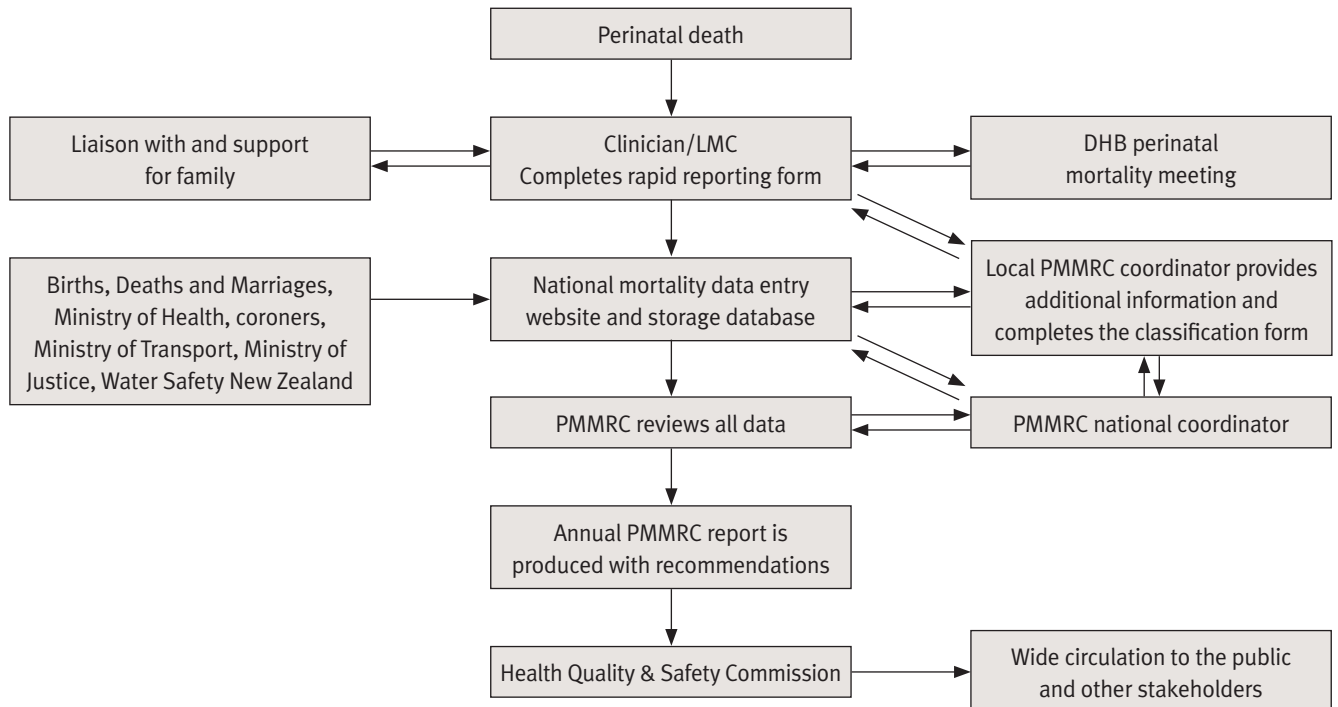 Perinatal death
Liaison with and support
for family
Clinician/LMC
Completes rapid reporting form
DHB perinatal
mortality meeting
Births, Deaths and Marriages,
Ministry of Health, coroners,
Ministry of Transport, Ministry of
Justice, Water Safety New Zealand
National mortality data entry
website and storage database
Local PMMRC coordinator provides
additional information and
completes the classification form
PMMRC reviews all data
PMMRC national coordinator
Annual PMMRC report is
produced with recommendations
Health Quality & Safety Commission
Wide circulation to the public
and other stakeholders